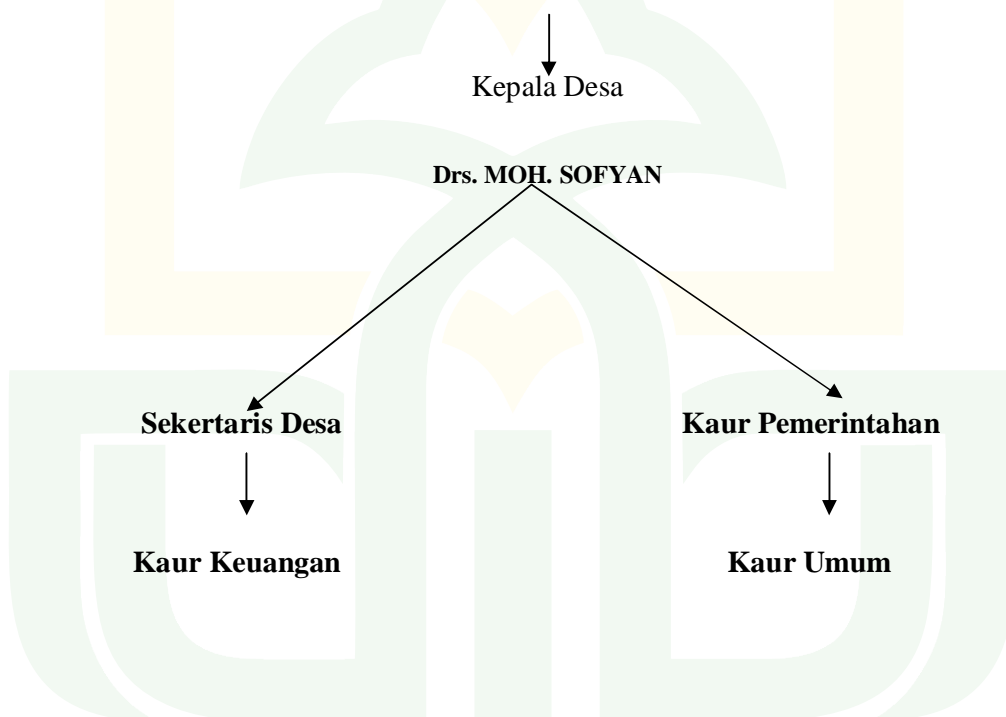 Kepala Desa
Drs. MOH. SOFYAN
Sekertaris Desa
Kaur Pemerintahan
Kaur Keuangan
Kaur Umum